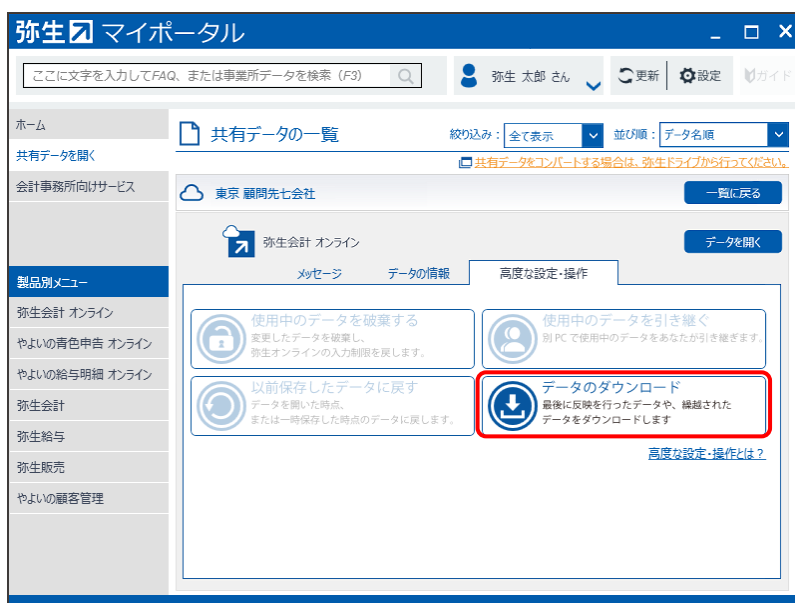 弥生 マイポータル
ここに文字を入力してFAQ、または事業所データを検索（F3）
弥生 太郎 さん
更新
設定
ガイド
ホーム
共有データを開く
会計事務所向けサービス
製品別メニュー
弥生会計 オンライン
やよいの青色申告 オンライン
やよいの給与明細 オンライン
弥生会計
弥生給与
弥生販売
やよいの顧客管理
共有データの一覧
絞り込み：
全て表示
並び順：
データ名順
共有データをコンバートする場合は、弥生ドライブから行ってください。
東京 顧問先七会社
一覧に戻る
弥生会計 オンライン
データを開く
メッセージ
データの情報
高度な設定・操作
使用中のデータを破棄する
変更したデータを破棄し、
弥生オンラインの入力制限を戻します。
使用中のデータを引き継ぐ
別 PC で使用中のデータをあなたが引き継ぎます。
以前保存したデータに戻す
データを開いた時点、
または一時保存した時点のデータに戻します。
データのダウンロード
最後に反映を行ったデータや、繰越された
データをダウンロードします
高度な設定・操作とは？